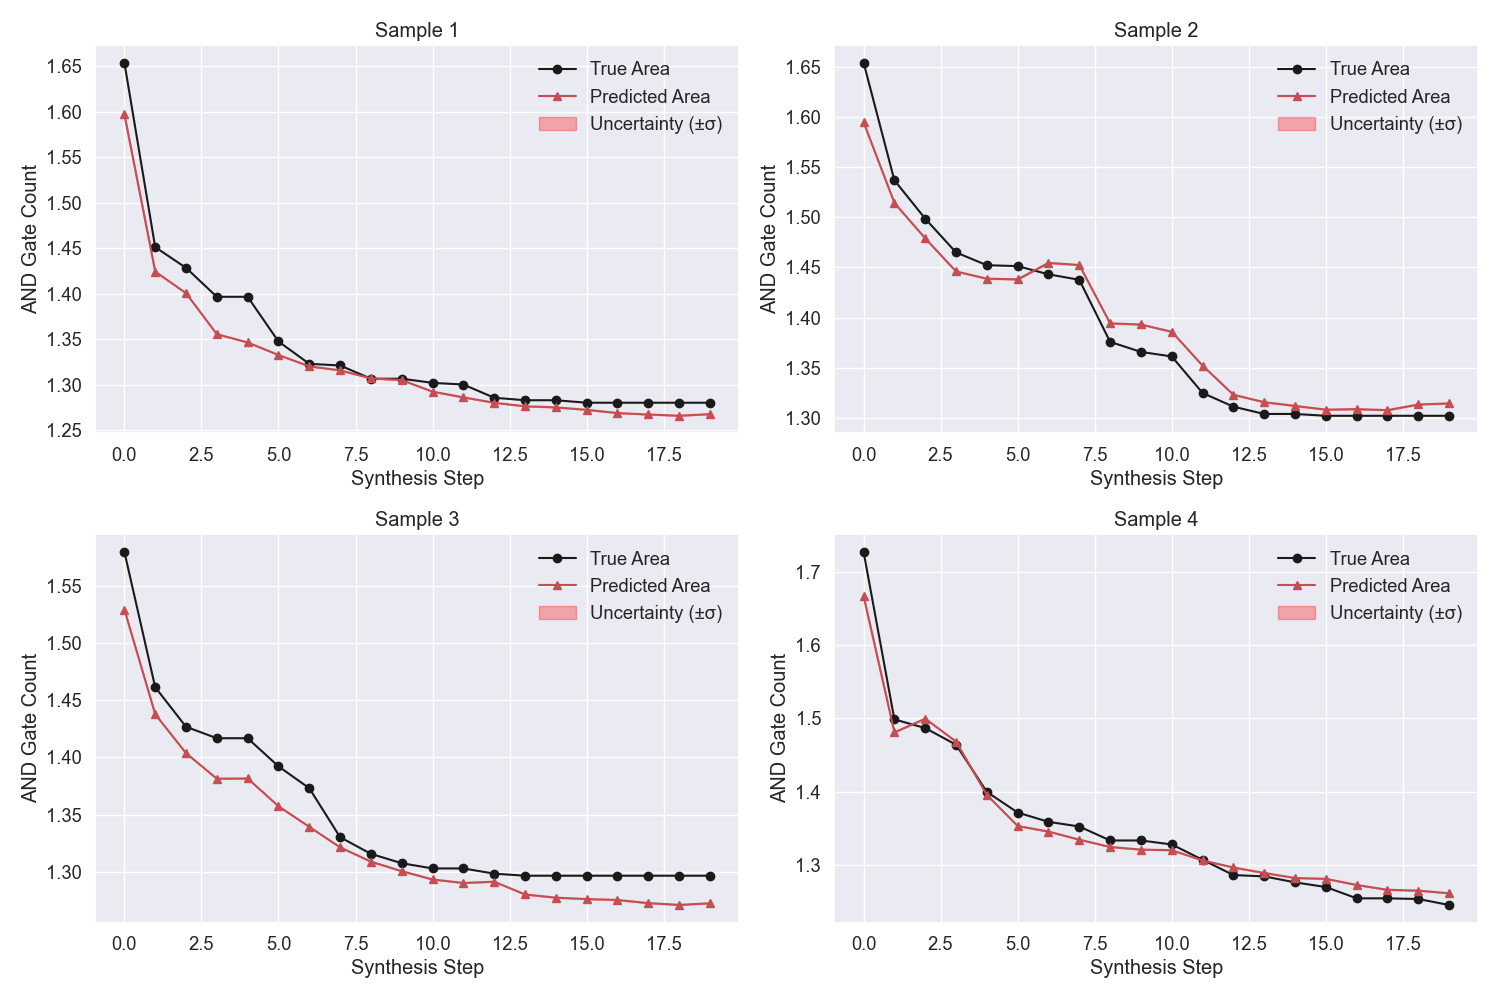 Sample 1
AND Gate Count
1.65
1.60
1.55
1.50
1.45
1.40
1.35
1.30
1.25
True Area
Predicted Area
Uncertainty (±σ)
0.0 2.5 5.0 7.5 10.0 12.5 15.0 17.5
Synthesis Step
Sample 2
AND Gate Count
1.65
1.60
1.55
1.50
1.45
1.40
1.35
1.30
True Area
Predicted Area
Uncertainty (±σ)
0.0 2.5 5.0 7.5 10.0 12.5 15.0 17.5
Synthesis Step
Sample 3
AND Gate Count
1.55
1.50
1.45
1.40
1.35
1.30
True Area
Predicted Area
Uncertainty (±σ)
0.0 2.5 5.0 7.5 10.0 12.5 15.0 17.5
Synthesis Step
Sample 4
AND Gate Count
1.7
1.6
1.5
1.4
1.3
True Area
Predicted Area
Uncertainty (±σ)
0.0 2.5 5.0 7.5 10.0 12.5 15.0 17.5
Synthesis Step